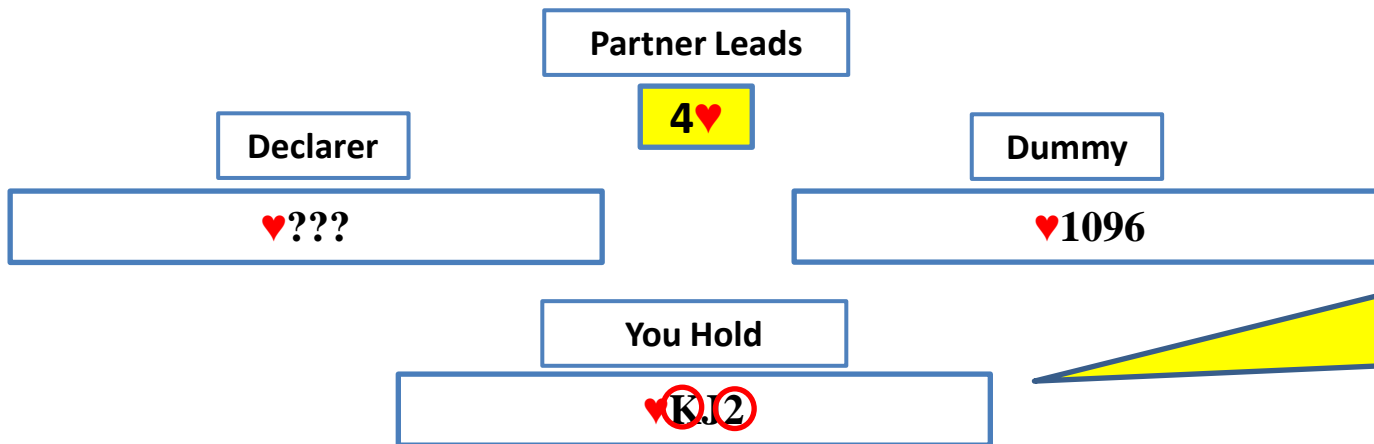 Partner Leads
4♥
Declarer
Dummy
♥???
♥1096
You Hold
♥KJ2